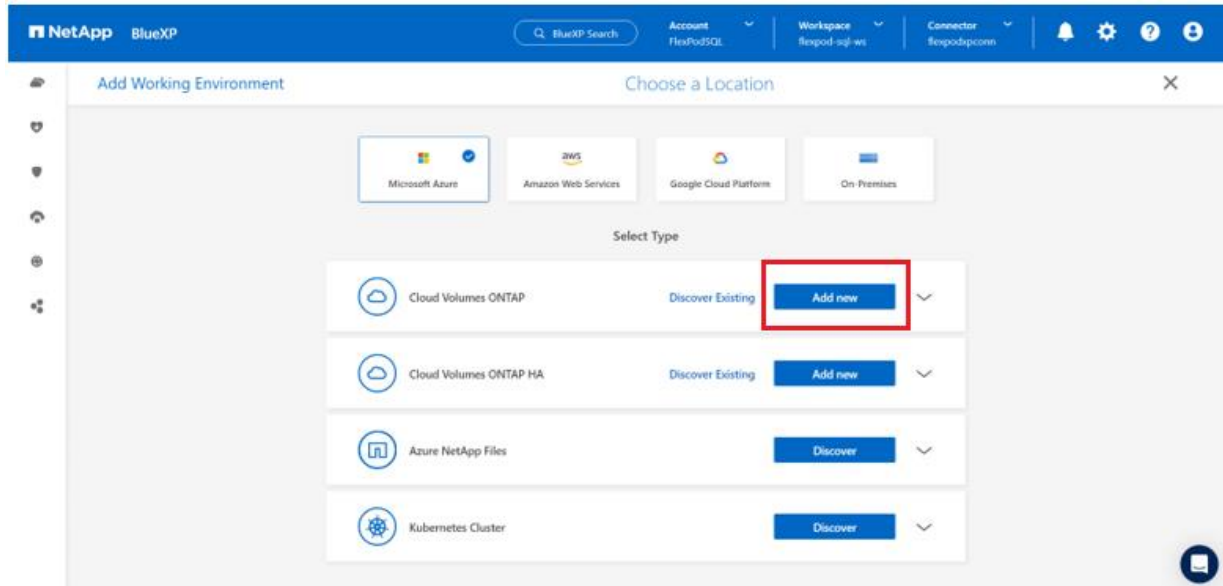 NetApp BlueXP
BlueXP Search
Account
FlexPodSQL
Workspace
flexpod-sql-ws
Connector
flexpodxpconn
Add Working Environment
Choose a Location
Microsoft Azure
aws
Amazon Web Services
Google Cloud Platform
On-Premises
Select Type
Cloud Volumes ONTAP
Discover Existing
Add new
Cloud Volumes ONTAP HA
Discover Existing
Add new
Azure NetApp Files
Discover
Kubernetes Cluster
Discover